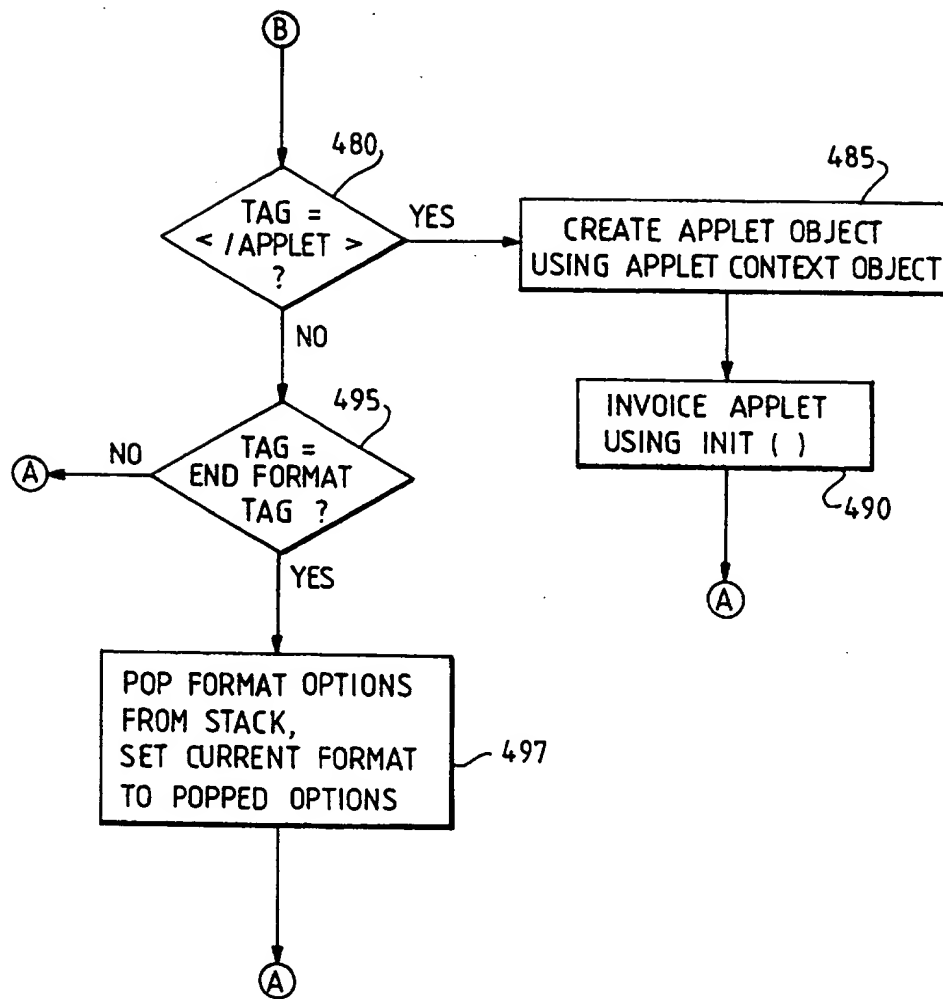 B
480
TAG =
< /APPLET >
?
YES
NO
485
CREATE APPLET OBJECT
USING APPLET CONTEXT OBJECT
INVOICE APPLET
USING INIT ( )
490
A
495
TAG =
END FORMAT
TAG ?
NO
A
YES
POP FORMAT OPTIONS
FROM STACK,
SET CURRENT FORMAT
TO POPPED OPTIONS
497
A